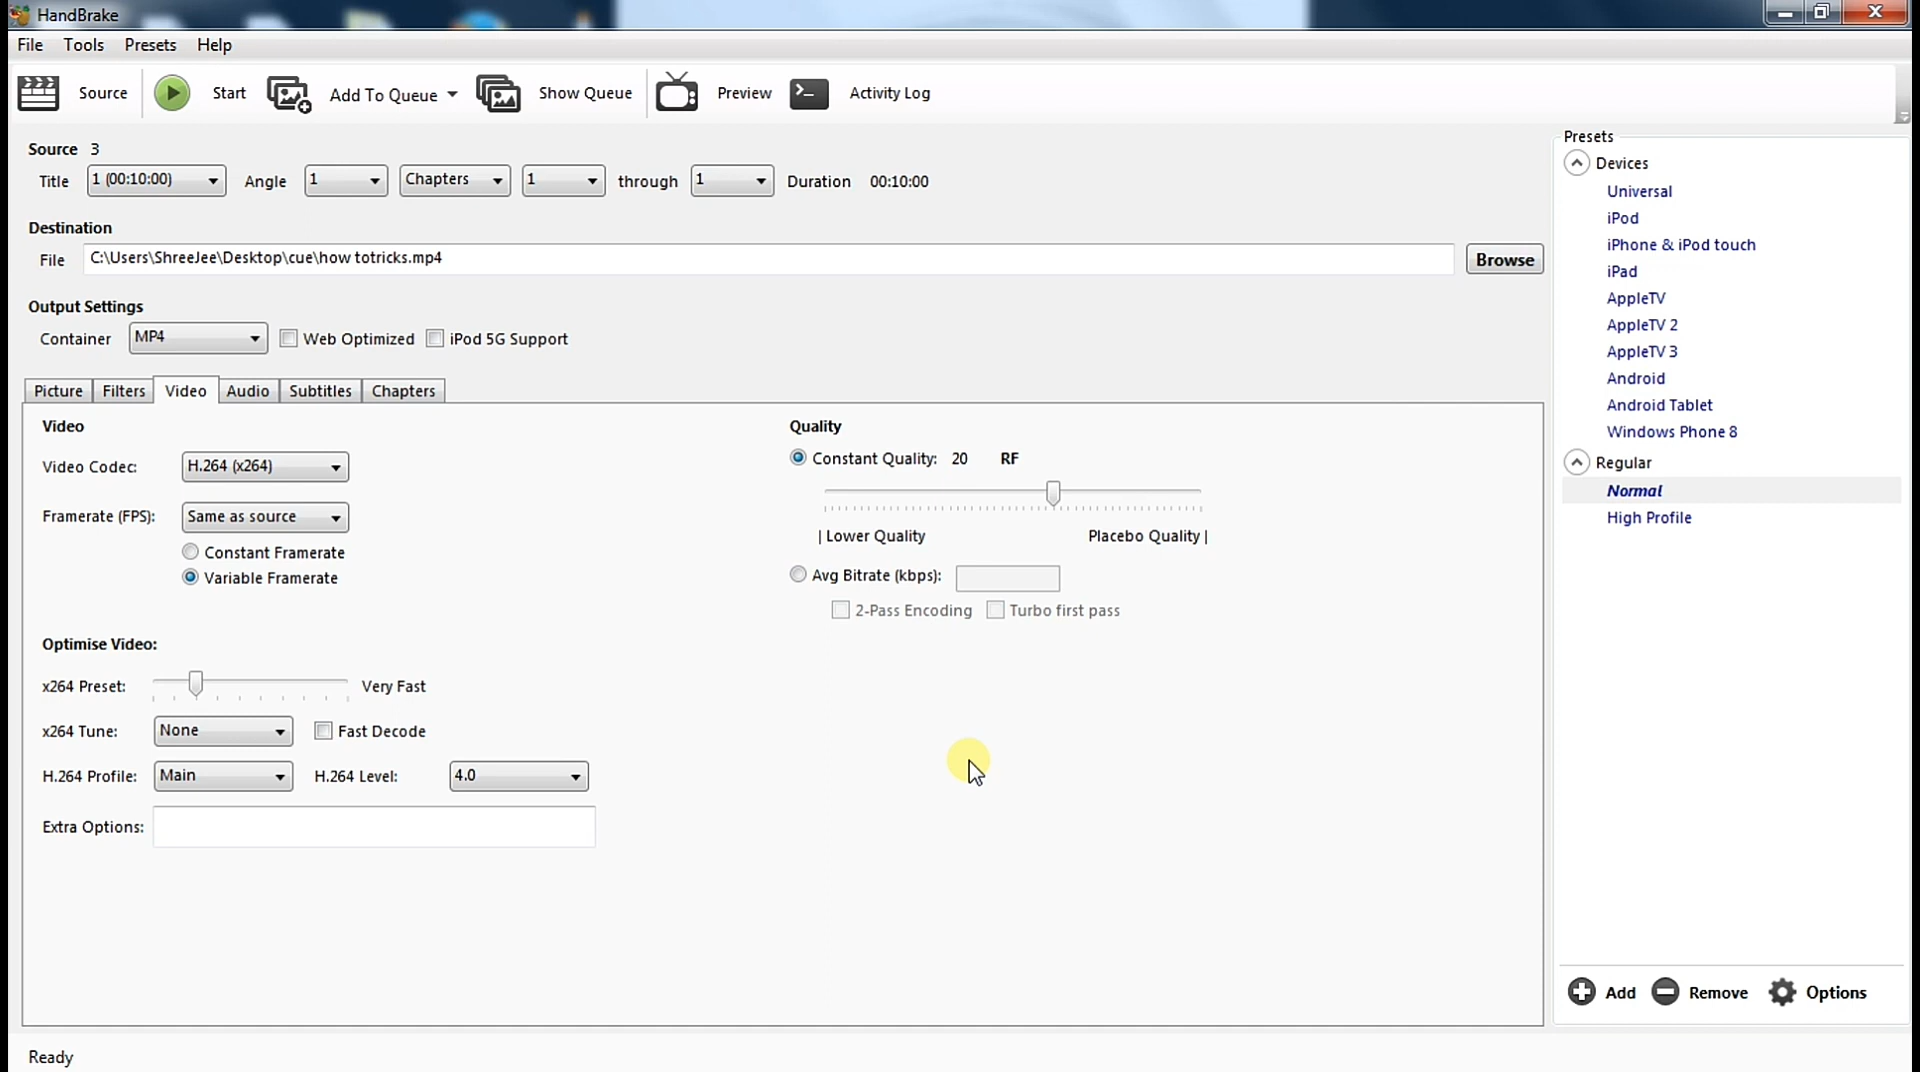 HandBrake
File Tools Presets Help
Source Start Add To Queue Show Queue Preview Activity Log
Source 3
Title 1 (00:10:00) Angle 1 Chapters 1 through 1 Duration 00:10:00
Destination
File C:\Users\ShreeJee\Desktop\cue\how totricks.mp4 Browse
Output Settings
Container MP4 Web Optimized iPod 5G Support
Picture Filters Video Audio Subtitles Chapters
Video
Video Codec: H.264 (x264)
Framerate (FPS): Same as source
Constant Framerate
Variable Framerate
Quality
Constant Quality: 20 RF
| Lower Quality Placebo Quality |
Avg Bitrate (kbps):
2-Pass Encoding Turbo first pass
Optimise Video:
x264 Preset: Very Fast
x264 Tune: None Fast Decode
H.264 Profile: Main H.264 Level: 4.0
Extra Options:
Presets
Devices
Universal
iPod
iPhone & iPod touch
iPad
AppleTV
AppleTV 2
AppleTV 3
Android
Android Tablet
Windows Phone 8
Regular
Normal
High Profile
Add Remove Options
Ready